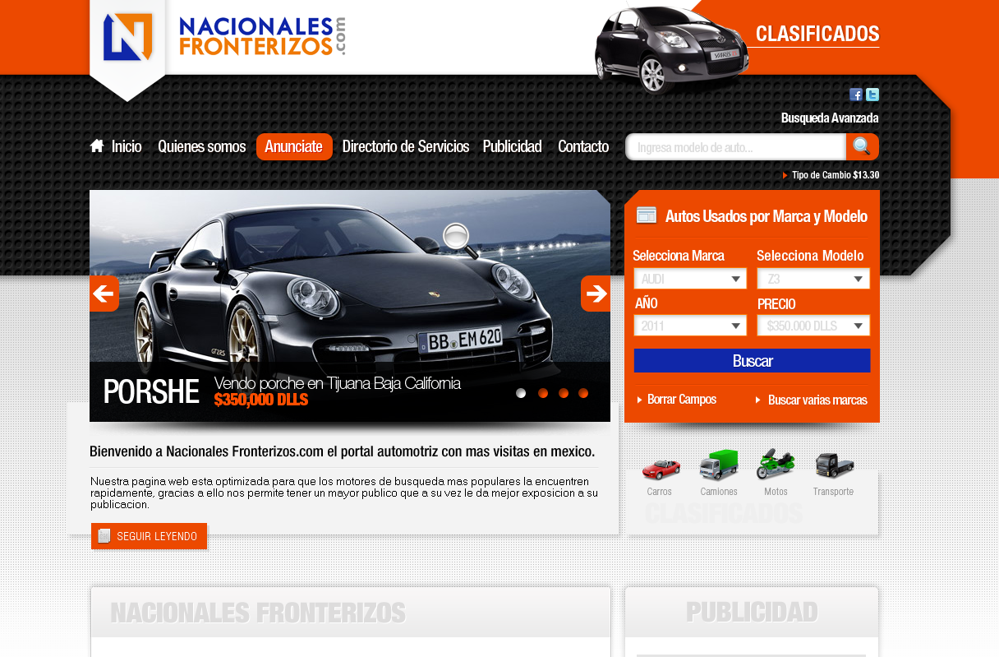 NACIONALES
FRONTERIZOS
.com
CLASIFICADOS
YARIS
Busqueda Avanzada
Inicio
Quienes somos
Anunciate
Directorio de Servicios
Publicidad
Contacto
Ingresa modelo de auto...
Tipo de Cambio $13.30
GT2RS
BB EM 620
PORSHE
Vendo porche en Tijuana Baja California
$350,000 DLLS
Autos Usados por Marca y Modelo
Selecciona Marca
Selecciona Modelo
AUDI
Z3
AÑO
PRECIO
2011
$350.000 DLLS
Buscar
Borrar Campos
Buscar varias marcas
Bienvenido a Nacionales Fronterizos.com el portal automotriz con mas visitas en mexico.
Nuestra pagina web esta optimizada para que los motores de busqueda mas populares la encuentren
rapidamente, gracias a ello nos permite tener un mayor publico que a su vez le da mejor exposicion a su
publicacion.
SEGUIR LEYENDO
Carros
Camiones
Motos
Transporte
CLASIFICADOS
NACIONALES FRONTERIZOS
PUBLICIDAD